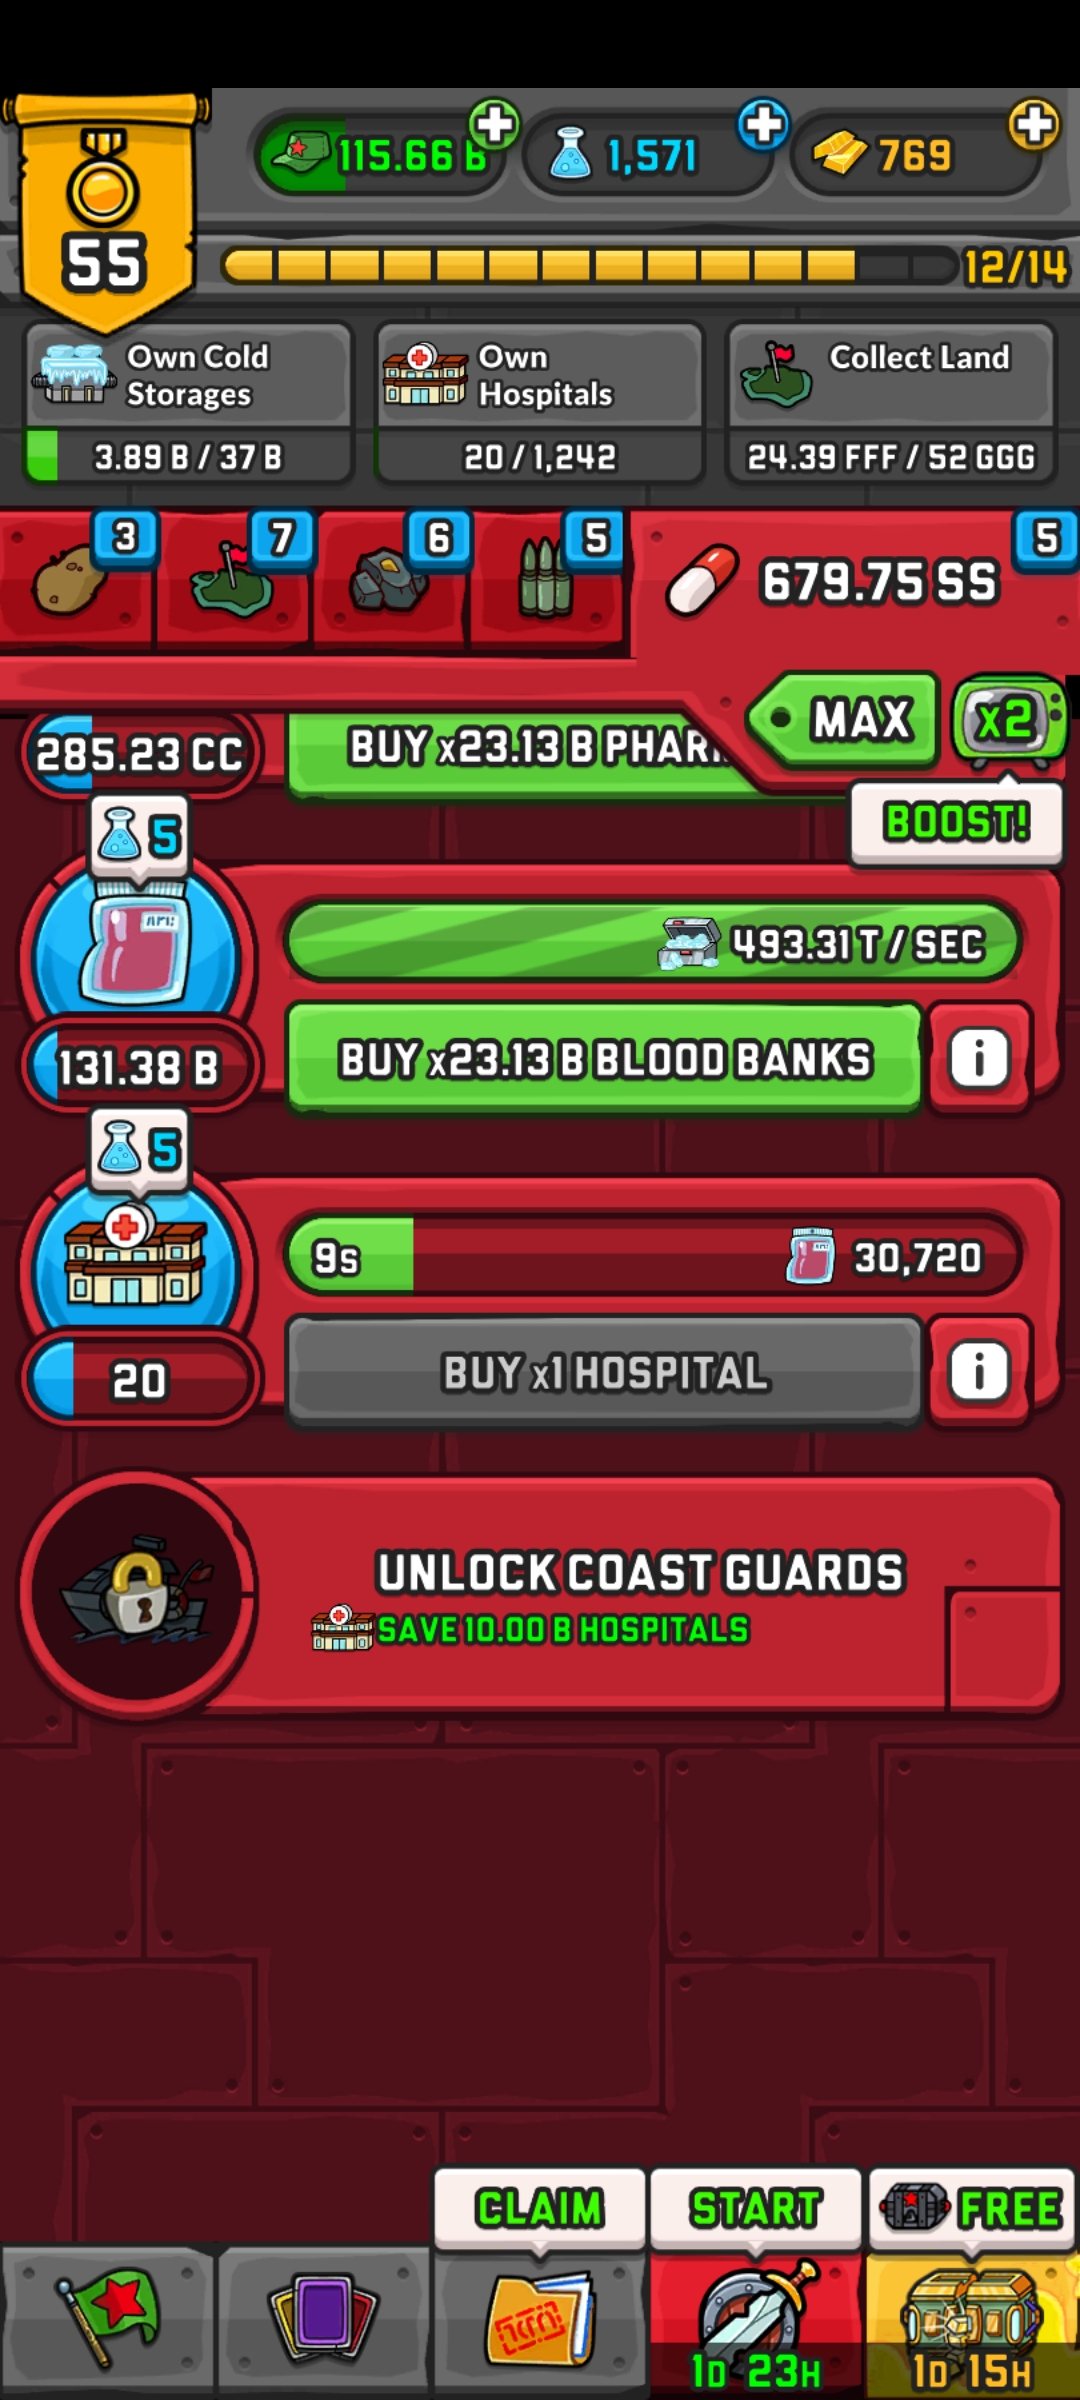 115.66 B
1,571
769
55
12/14
Own Cold
Storages
3.89 B / 37 B
Own
Hospitals
20 / 1,242
Collect Land
24.39 FFF / 52 GGG
3
7
6
5
679.75 SS
5
MAX
x2
BOOST!
285.23 CC
BUY x23.13 B PHAR
5
493.31 T / SEC
131.38 B
BUY x23.13 B BLOOD BANKS
i
5
9s
30,720
20
BUY x1 HOSPITAL
i
UNLOCK COAST GUARDS
SAVE 10.00 B HOSPITALS
CLAIM
START
FREE
1D 23H
1D 15H